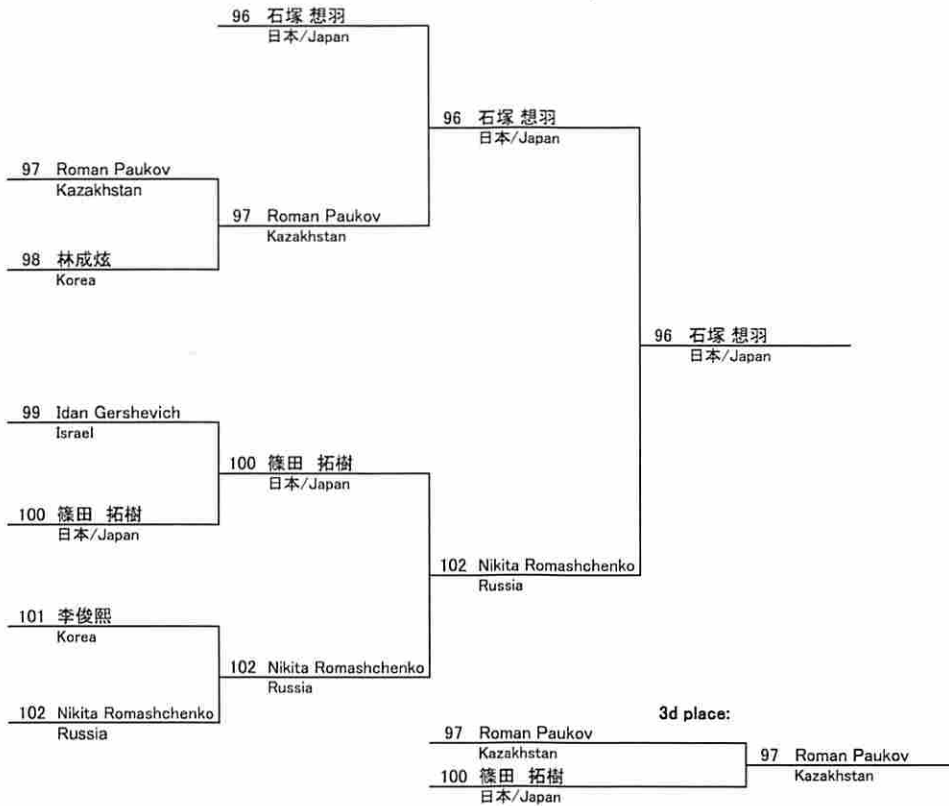 96 石塚 想羽
日本/Japan
96 石塚 想羽
日本/Japan
97 Roman Paukov
Kazakhstan
97 Roman Paukov
Kazakhstan
98 林成炫
Korea
96 石塚 想羽
日本/Japan
99 Idan Gershevich
Israel
100 篠田 拓樹
日本/Japan
100 篠田 拓樹
日本/Japan
102 Nikita Romashchenko
Russia
101 李俊熙
Korea
102 Nikita Romashchenko
Russia
102 Nikita Romashchenko
Russia
3d place:
97 Roman Paukov
Kazakhstan
97 Roman Paukov
Kazakhstan
100 篠田 拓樹
日本/Japan